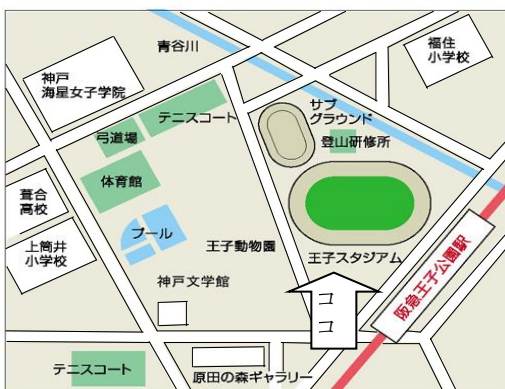 青谷川
福住
小学校
神戸
海星女子学院
サブ
グラウンド
テニスコート
弓道場
登山研修所
体育館
葺合
高校
プール
王子動物園
上筒井
小学校
王子スタジアム
阪急王子公園駅
神戸文学館
ココ
テニスコート
原田の森ギャラリー